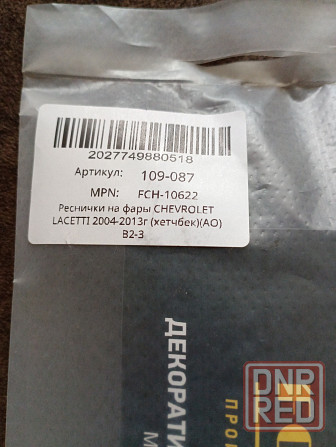 2027749880518
Артикул: 109-087
MPN: FCH-10622
Реснички на фары CHEVROLET
LACETTI 2004-2013г (хетчбек)(АО)
B2-3
ДЕКОРАТИ
DNR
RED